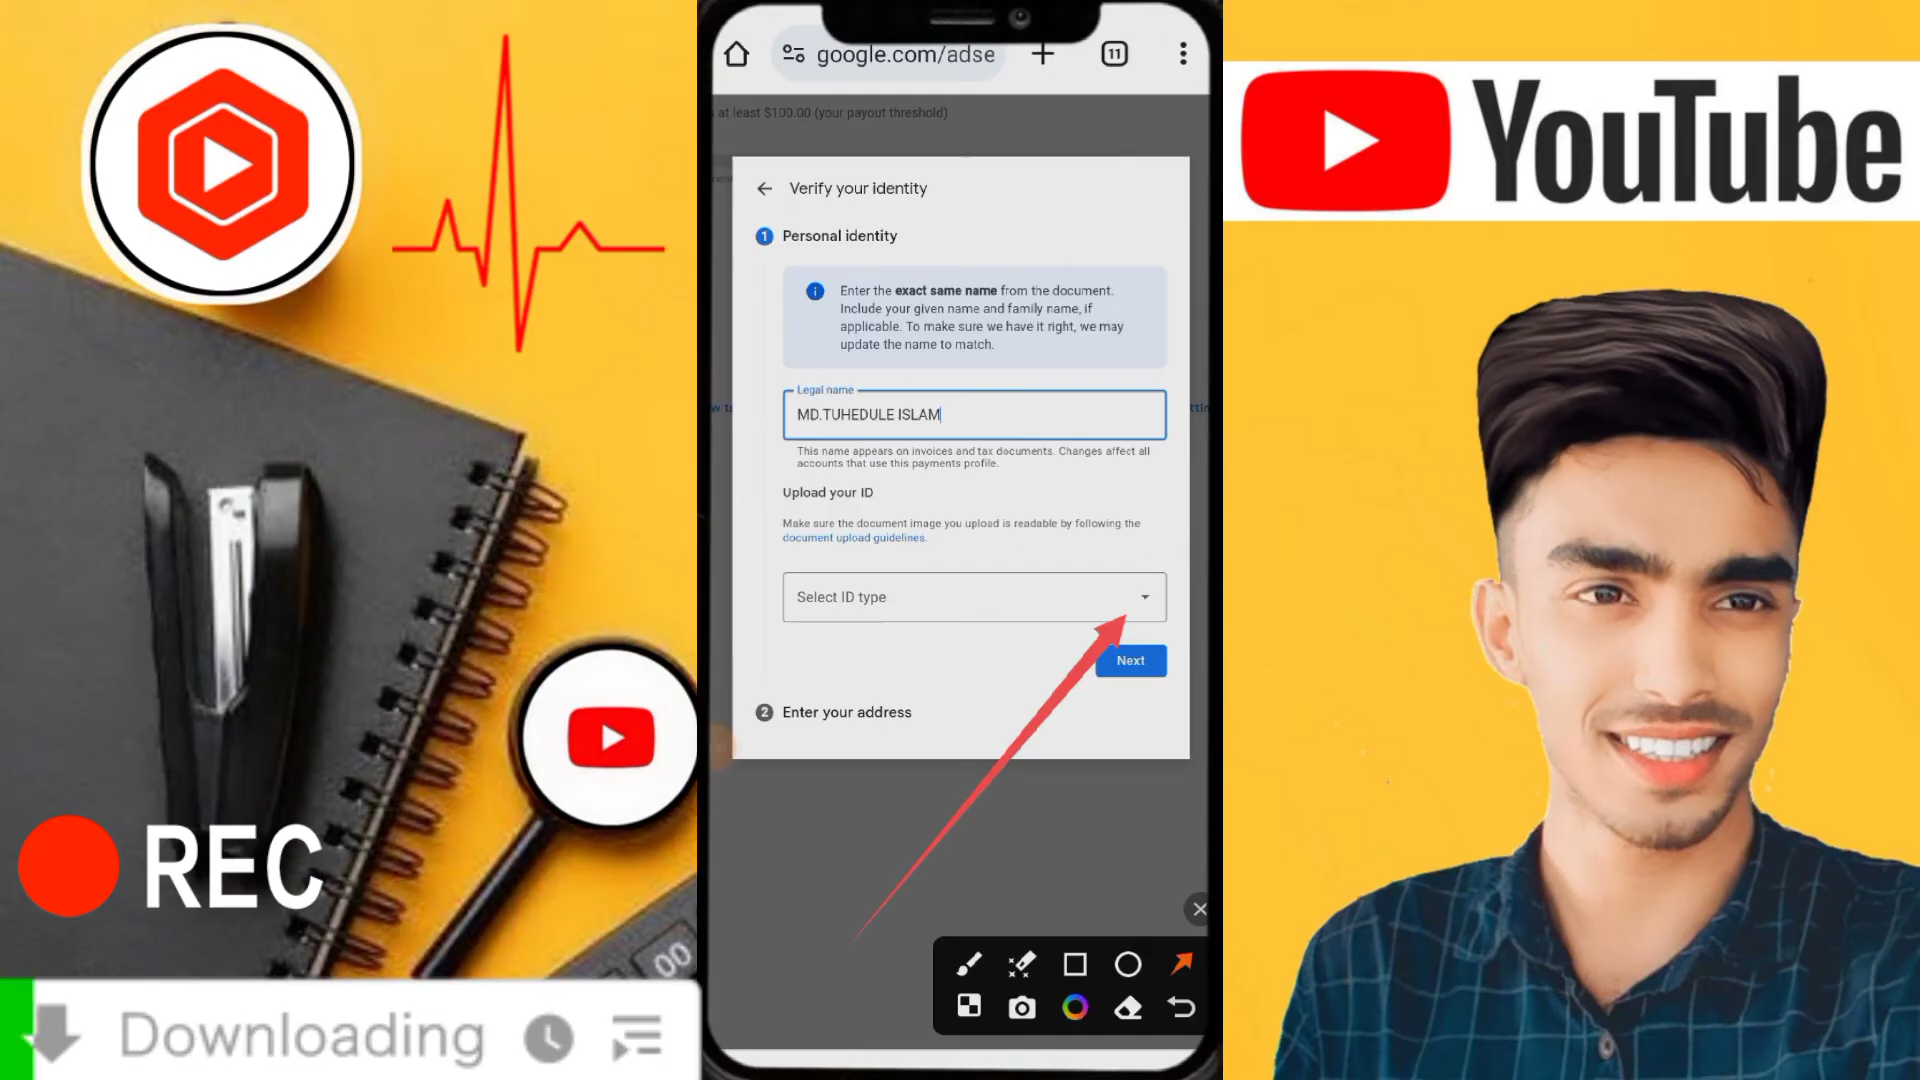 google.com/adse
11
at least $100.00 (your payout threshold)
Verify your identity
1 Personal identity
Enter the exact same name from the document.
Include your given name and family name, if
applicable. To make sure we have it right, we may
update the name to match.
Legal name
MD.TUHEDULE ISLAM
This name appears on invoices and tax documents. Changes affect all
accounts that use this payments profile.
Upload your ID
Make sure the document image you upload is readable by following the
document upload guidelines.
Select ID type
Next
2 Enter your address
REC
00
Downloading
YouTube